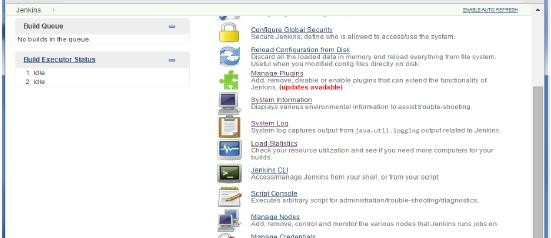 Jenkins
ENABLE AUTO REFRESH
Build Queue
No builds in the queue.
Build Executor Status
1 Idle
2 Idle
Configure Global Security
Secure Jenkins; define who is allowed to access/use the system.
Reload Configuration from Disk
Discard all the loaded data in memory and reload everything from file system.
Useful when you modified config files directly on disk.
Manage Plugins
Add, remove, disable or enable plugins that can extend the functionality of
Jenkins. (updates available)
System Information
Displays various environmental information to assist trouble-shooting.
System Log
System log captures output from java.util.logging output related to Jenkins.
Load Statistics
Check your resource utilization and see if you need more computers for your
builds.
Jenkins CLI
Access/manage Jenkins from your shell, or from your script.
Script Console
Executes arbitrary script for administration/trouble-shooting/diagnostics.
Manage Nodes
Add, remove, control and monitor the various nodes that Jenkins runs jobs on.
Manage Credentials